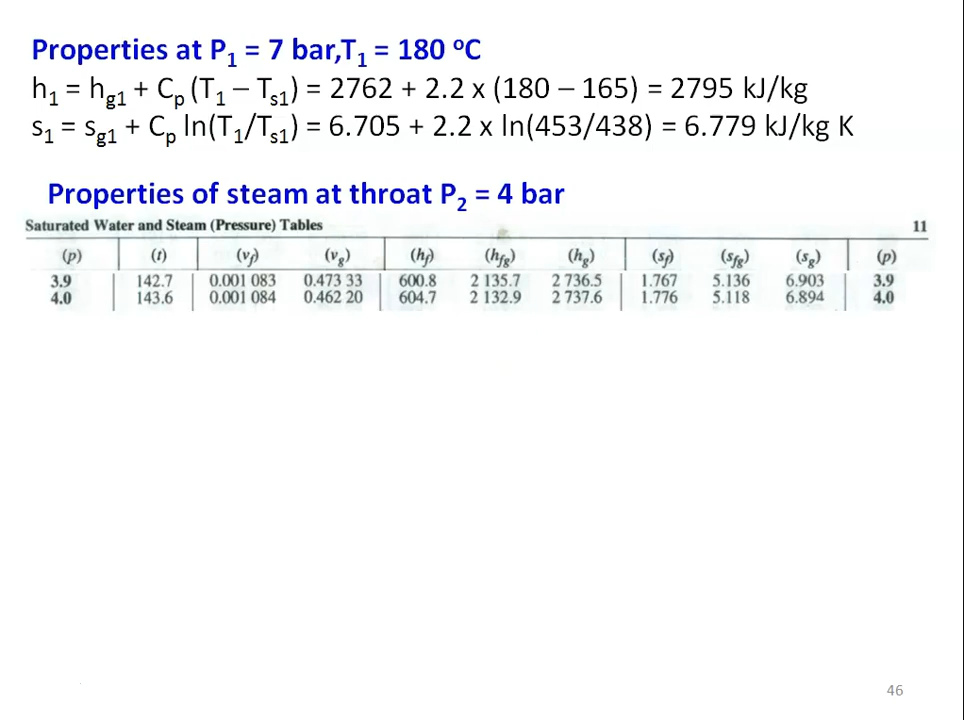 Properties at P1 = 7 bar,T1 = 180 oC
h1 = hg1 + Cp (T1 – Ts1) = 2762 + 2.2 x (180 – 165) = 2795 kJ/kg
s1 = sg1 + Cp ln(T1/Ts1) = 6.705 + 2.2 x ln(453/438) = 6.779 kJ/kg K
Properties of steam at throat P2 = 4 bar
Saturated Water and Steam (Pressure) Tables 11
(p) (t) (vf) (vg) (hf) (hfg) (hg) (sf) (sfg) (sg) (p)
3.9 142.7 0.001 083 0.473 33 600.8 2 135.7 2 736.5 1.767 5.136 6.903 3.9
4.0 143.6 0.001 084 0.462 20 604.7 2 132.9 2 737.6 1.776 5.118 6.894 4.0
46